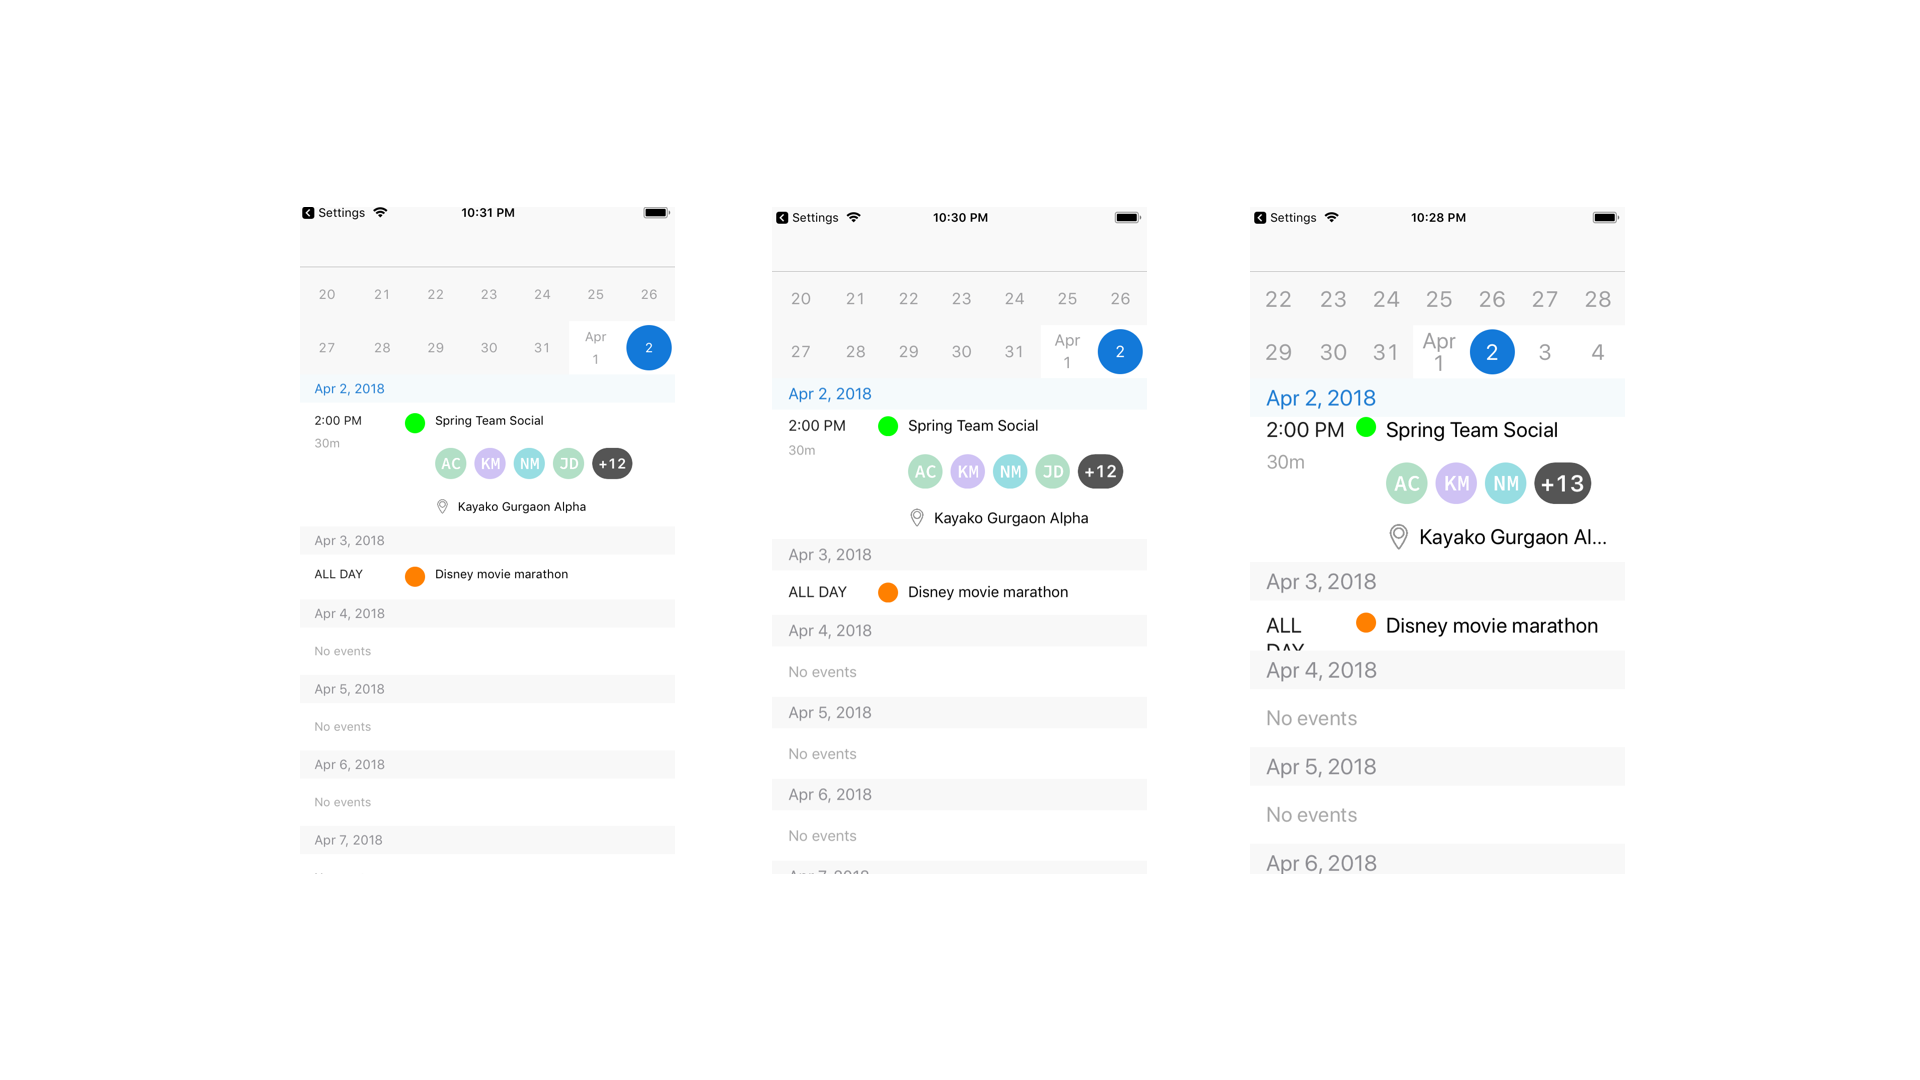 Settings 10:31 PM
20 21 22 23 24 25 26
27 28 29 30 31 Apr 1 2
Apr 2, 2018
2:00 PM Spring Team Social
30m
AC KM NM JD +12
Kayako Gurgaon Alpha
Apr 3, 2018
ALL DAY Disney movie marathon
Apr 4, 2018
No events
Apr 5, 2018
No events
Apr 6, 2018
No events
Apr 7, 2018
Settings 10:30 PM
20 21 22 23 24 25 26
27 28 29 30 31 Apr 1 2
Apr 2, 2018
2:00 PM Spring Team Social
30m
AC KM NM JD +12
Kayako Gurgaon Alpha
Apr 3, 2018
ALL DAY Disney movie marathon
Apr 4, 2018
No events
Apr 5, 2018
No events
Apr 6, 2018
No events
Apr 7, 2018
Settings 10:28 PM
22 23 24 25 26 27 28
29 30 31 Apr 1 2 3 4
Apr 2, 2018
2:00 PM Spring Team Social
30m
AC KM NM +13
Kayako Gurgaon Al...
Apr 3, 2018
ALL Disney movie marathon
DAY
Apr 4, 2018
No events
Apr 5, 2018
No events
Apr 6, 2018